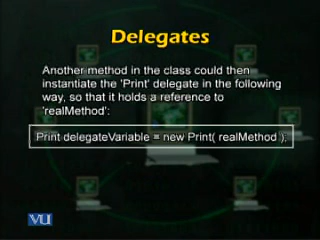 Delegates
Another method in the class could then
instantiate the 'Print' delegate in the following
way, so that it holds a reference to
'realMethod':
Print delegateVariable = new Print( realMethod );
VU